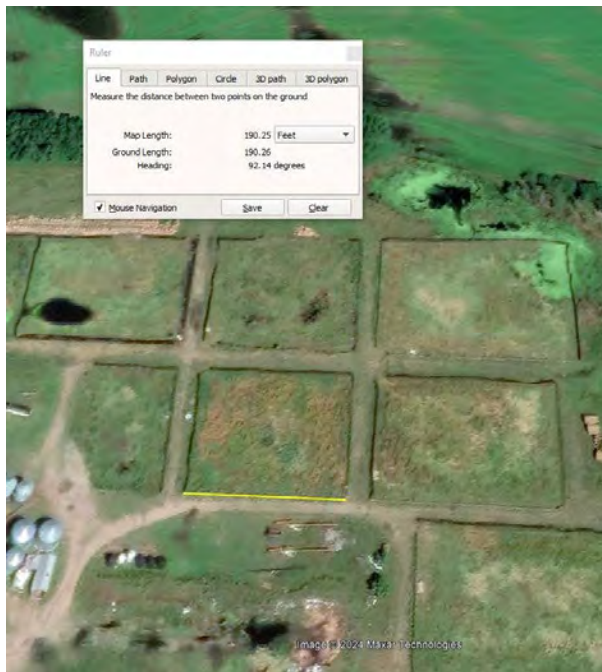 Ruler
Line Path Polygon Circle 3D path 3D polygon
Measure the distance between two points on the ground
Map Length: 190.25 Feet
Ground Length: 190.26
Heading: 92.14 degrees
Mouse Navigation Save Clear
Image © 2024 Maxar Technologies